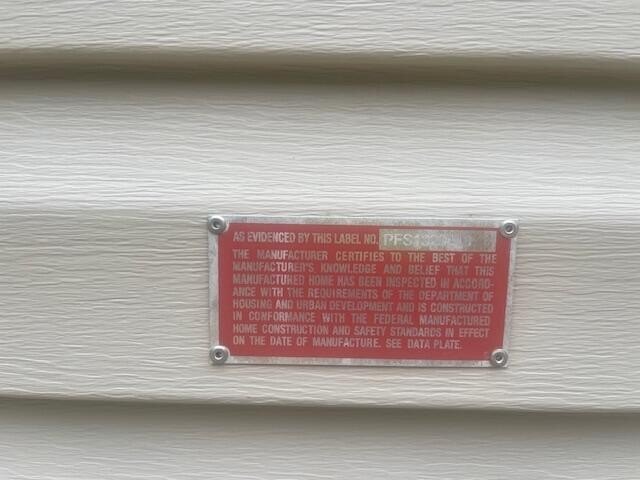 AS EVIDENCED BY THIS LABEL NO.
THE MANUFACTURER CERTIFIES TO THE BEST OF THE
MANUFACTURER'S KNOWLEDGE AND BELIEF THAT THIS
MANUFACTURED HOME HAS BEEN INSPECTED IN ACCORD-
ANCE WITH THE REQUIREMENTS OF THE DEPARTMENT OF
HOUSING AND URBAN DEVELOPMENT AND IS CONSTRUCTED
IN CONFORMANCE WITH THE FEDERAL MANUFACTURED
HOME CONSTRUCTION AND SAFETY STANDARDS IN EFFECT
ON THE DATE OF MANUFACTURE. SEE DATA PLATE.